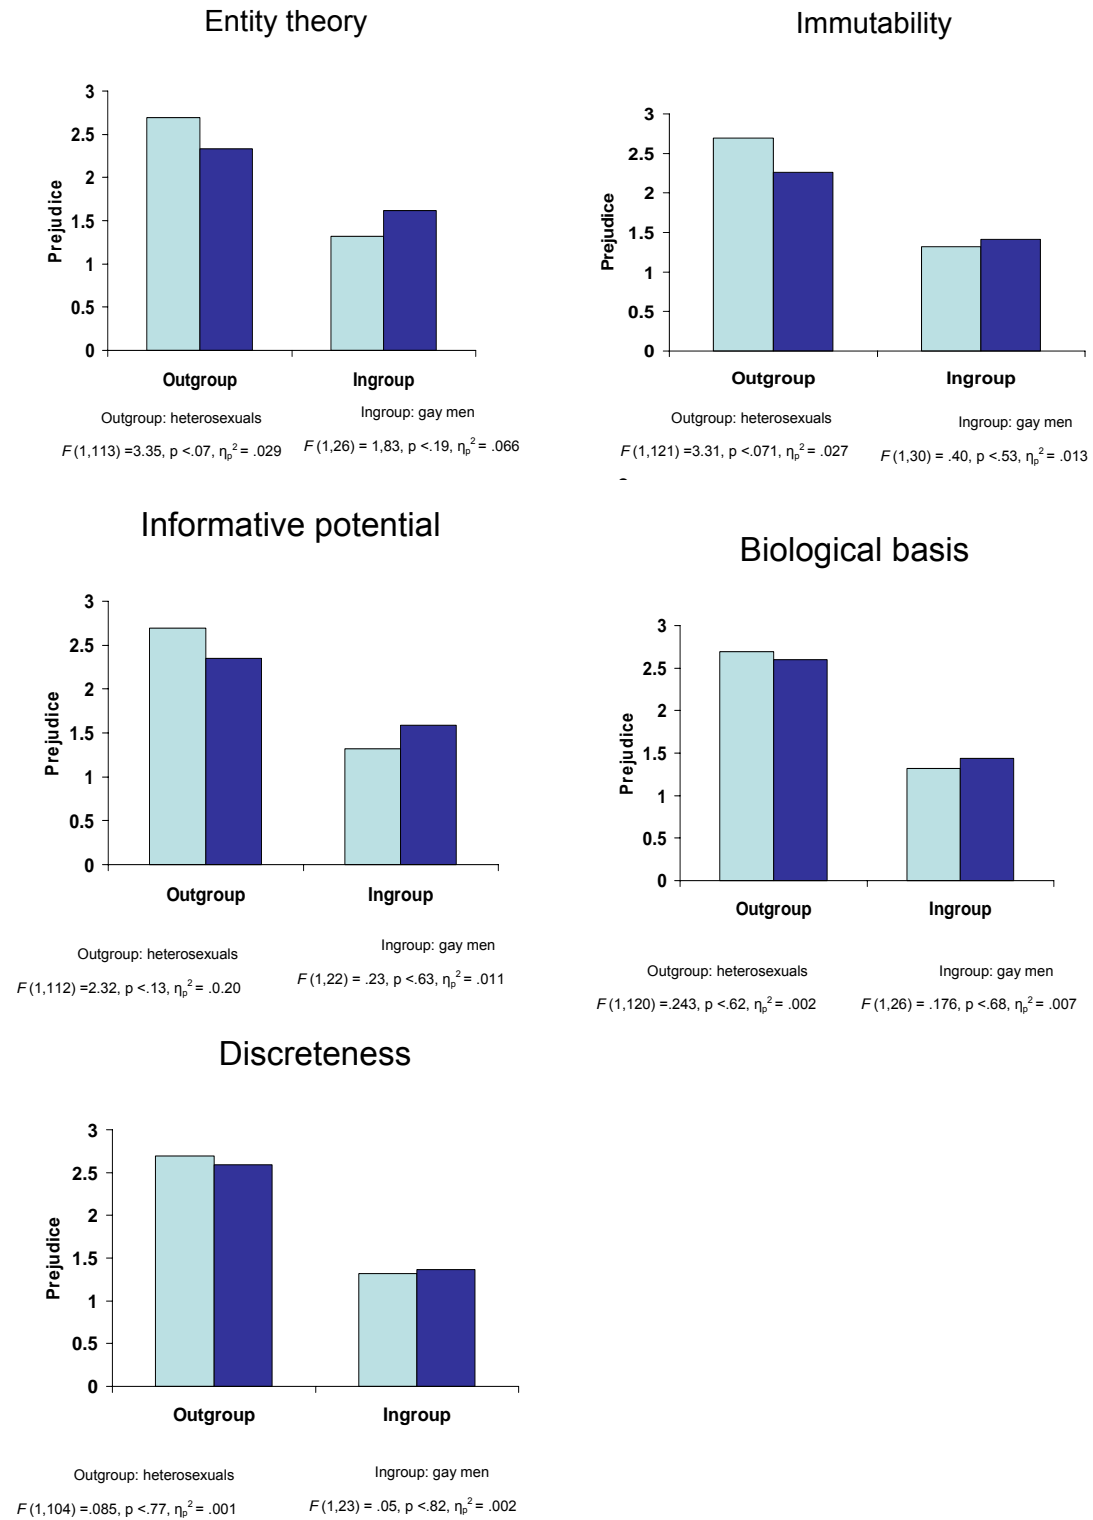 Entity theory
3
2.5
2
1.5
1
0.5
0
Prejudice
Outgroup Ingroup
Outgroup: heterosexuals Ingroup: gay men
F (1,113) =3.35, p <.07, ηp² = .029 F (1,26) = 1,83, p <.19, ηp² = .066
Immutability
3
2.5
2
1.5
1
0.5
0
Prejudice
Outgroup Ingroup
Outgroup: heterosexuals Ingroup: gay men
F (1,121) =3.31, p <.071, ηp² = .027 F (1,30) = .40, p <.53, ηp² = .013
Informative potential
3
2.5
2
1.5
1
0.5
0
Prejudice
Outgroup Ingroup
Outgroup: heterosexuals Ingroup: gay men
F (1,112) =2.32, p <.13, ηp² = .0.20 F (1,22) = .23, p <.63, ηp² = .011
Biological basis
3
2.5
2
1.5
1
0.5
0
Prejudice
Outgroup Ingroup
Outgroup: heterosexuals Ingroup: gay men
F (1,120) =.243, p <.62, ηp² = .002 F (1,26) = .176, p <.68, ηp² = .007
Discreteness
3
2.5
2
1.5
1
0.5
0
Prejudice
Outgroup Ingroup
Outgroup: heterosexuals Ingroup: gay men
F (1,104) =.085, p <.77, ηp² = .001 F (1,23) = .05, p <.82, ηp² = .002